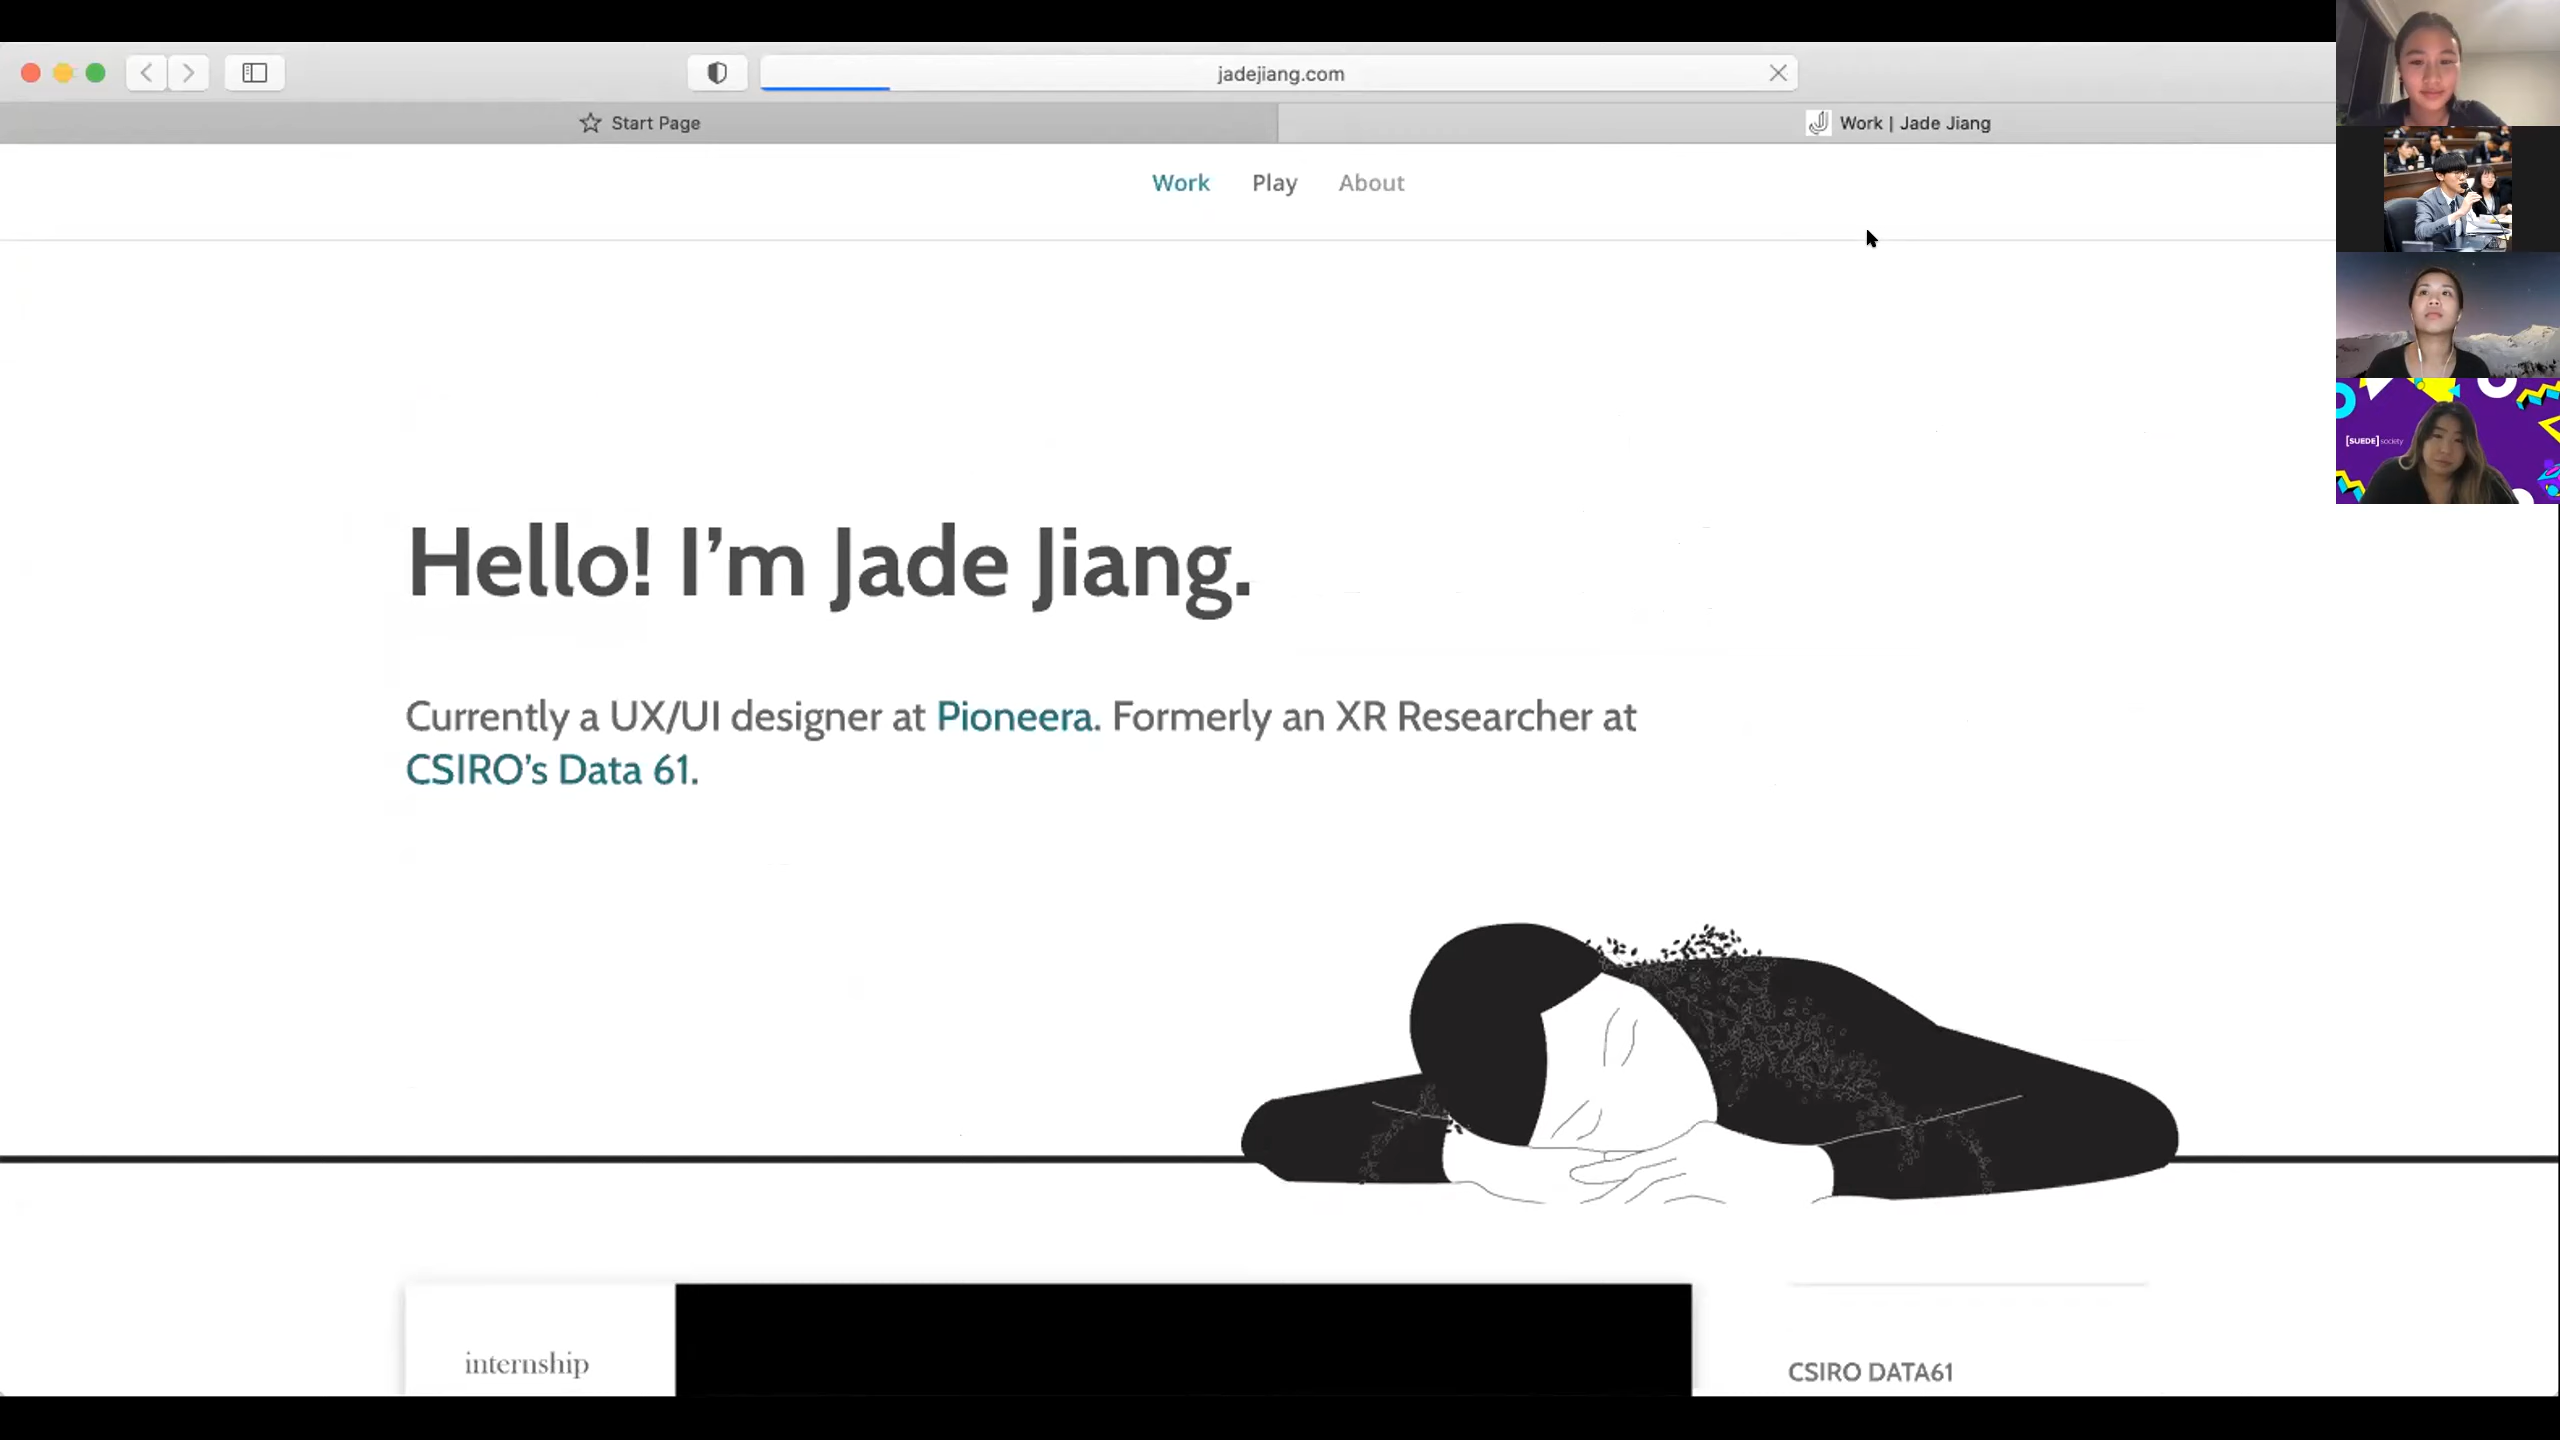 jadejiang.com
Start Page
Work | Jade Jiang
Work Play About
[SUEDE] society
Hello! I’m Jade Jiang.
Currently a UX/UI designer at Pioneera. Formerly an XR Researcher at
CSIRO’s Data 61.
internship
CSIRO DATA61